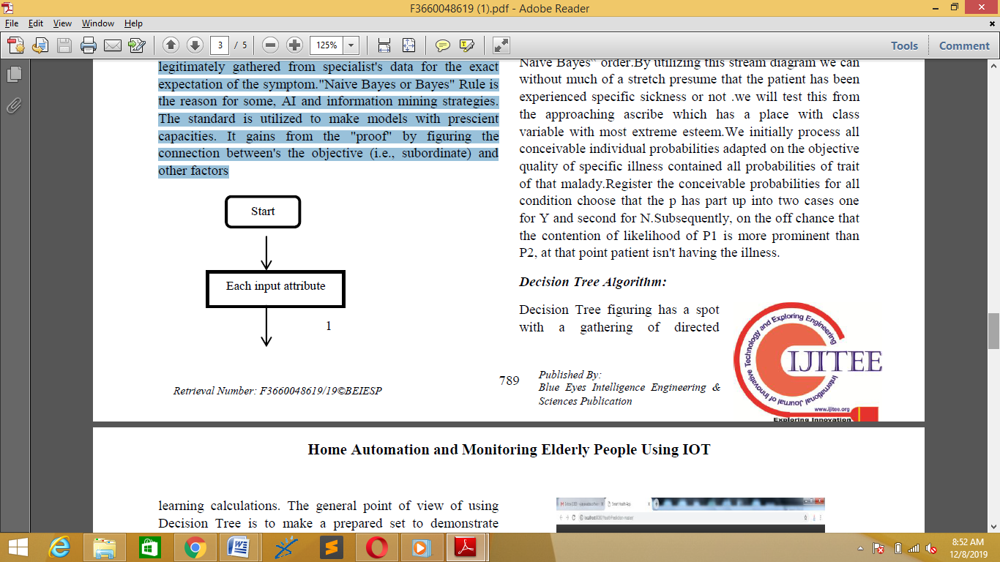 F3660048619 (1).pdf - Adobe Reader
File Edit View Window Help
3 / 5
125%
Tools
Comment
legitimately gathered from specialist's data for the exact
expectation of the symptom."Naive Bayes or Bayes" Rule is
the reason for some, AI and information mining strategies.
The standard is utilized to make models with prescient
capacities. It gains from the "proof" by figuring the
connection between's the objective (i.e., subordinate) and
other factors
Start
Each input attribute
1
Naive Bayes" order.By utilizing this stream diagram we can
without much of a stretch presume that the patient has been
experienced specific sickness or not .we will test this from
the approaching ascribe which has a place with class
variable with most extreme esteem.We initially process all
conceivable individual probabilities adapted on the objective
quality of specific illness contained all probabilities of trait
of that malady.Register the conceivable probabilities for all
condition choose that the p has part up into two cases one
for Y and second for N.Subsequently, on the off chance that
the contention of likelihood of P1 is more prominent than
P2, at that point patient isn't having the illness.
Decision Tree Algorithm:
Decision Tree figuring has a spot
with a gathering of directed
International Journal of Innovative Technology and Exploring Engineering
IJITEE
www.ijitee.org
Exploring Innovation
Retrieval Number: F3660048619/19©BEIESP
789
Published By:
Blue Eyes Intelligence Engineering &
Sciences Publication
Home Automation and Monitoring Elderly People Using IOT
learning calculations. The general point of view of using
Decision Tree is to make a prepared set to demonstrate
Smart Health App
8:52 AM
12/8/2019